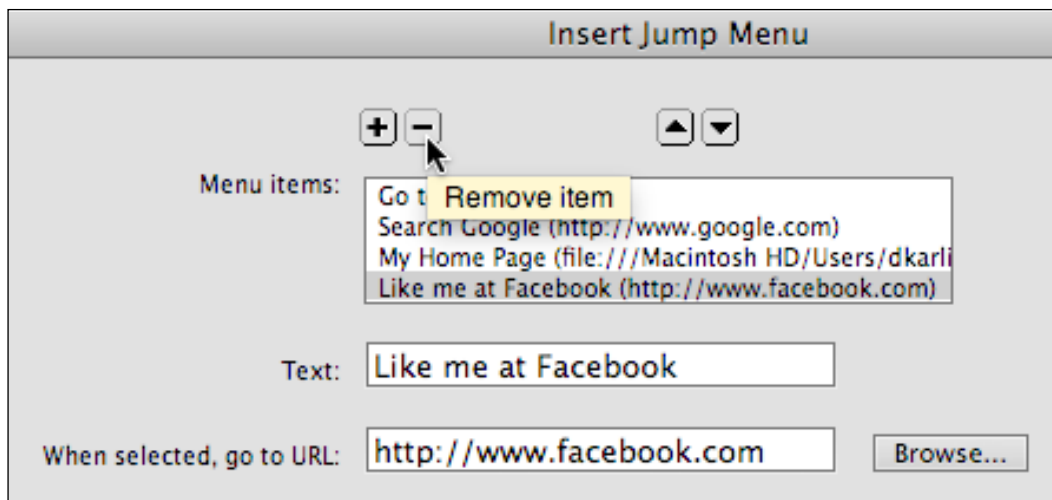 Insert Jump Menu
Menu items:
Go t
Remove item
Search Google (http://www.google.com)
My Home Page (file:///Macintosh HD/Users/dkarli
Like me at Facebook (http://www.facebook.com)
Text: Like me at Facebook
When selected, go to URL: http://www.facebook.com Browse...